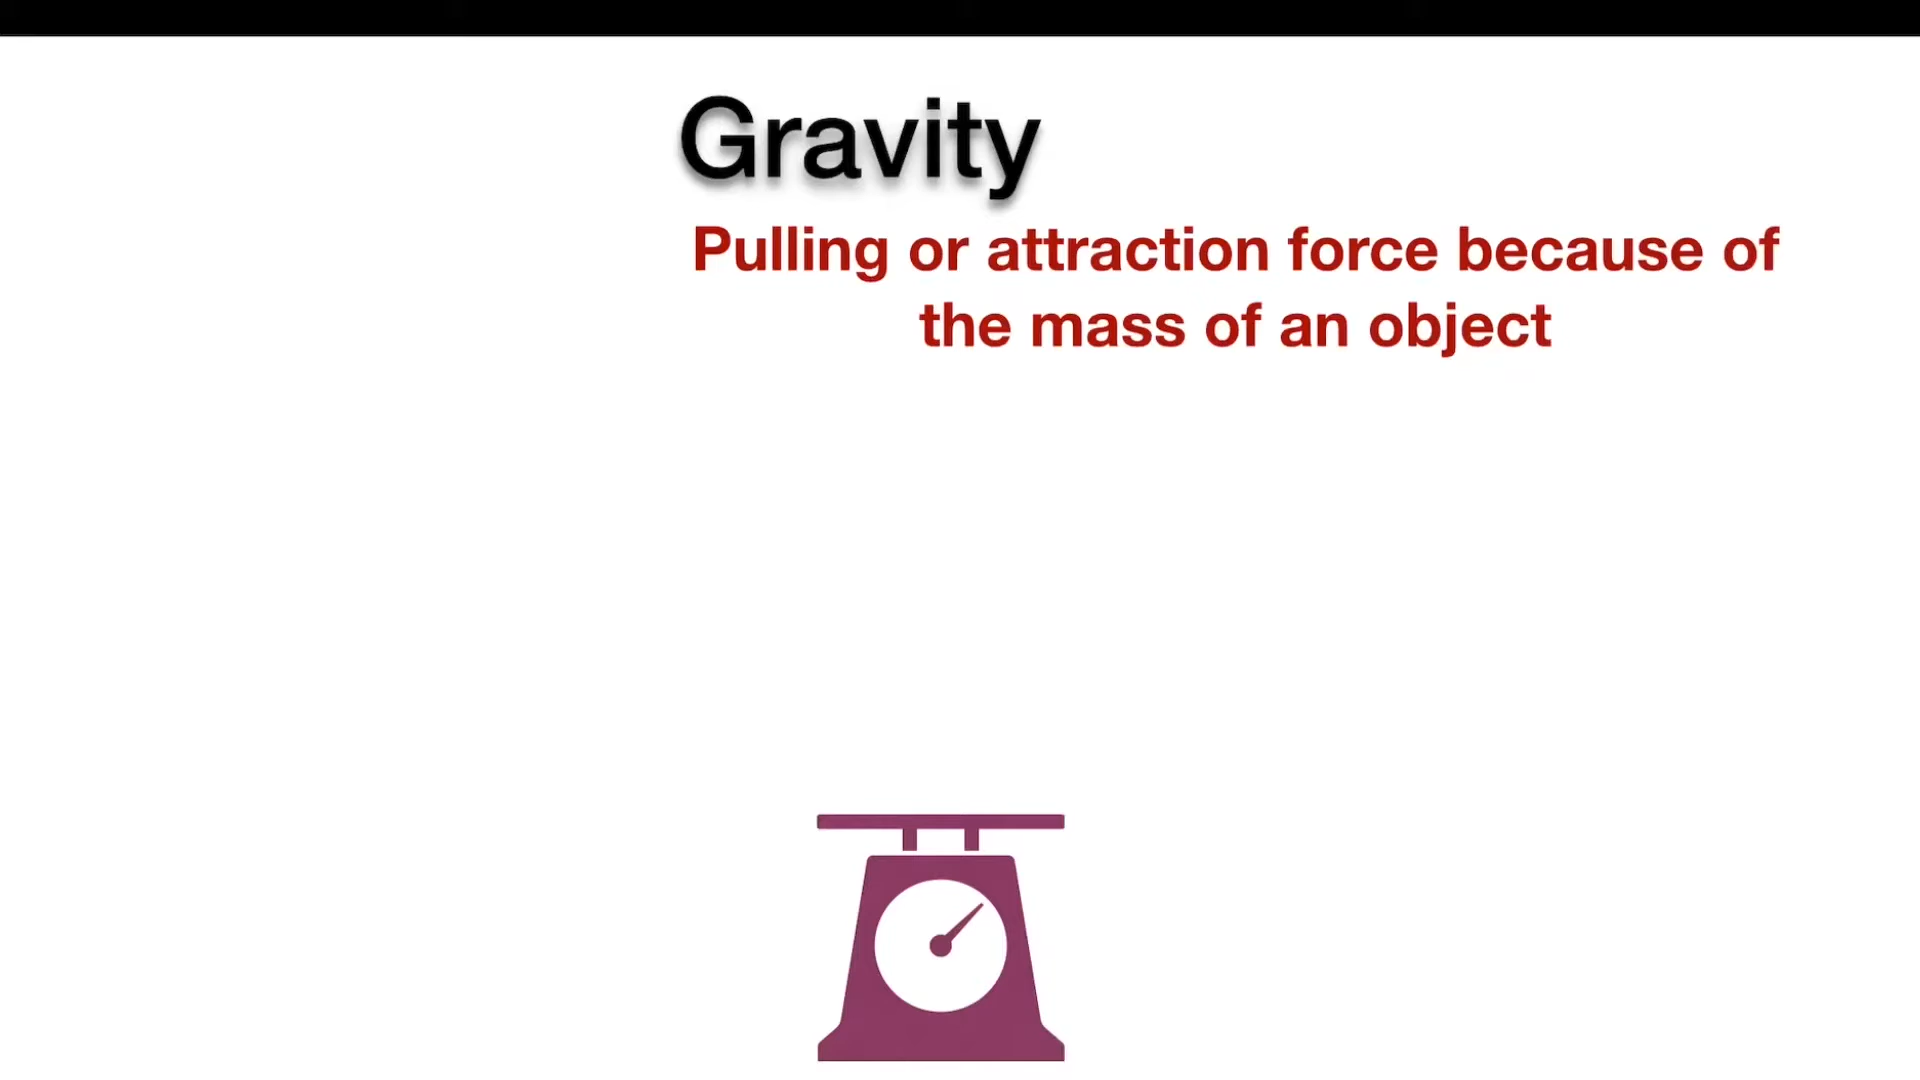 Gravity
Pulling or attraction force because of
the mass of an object